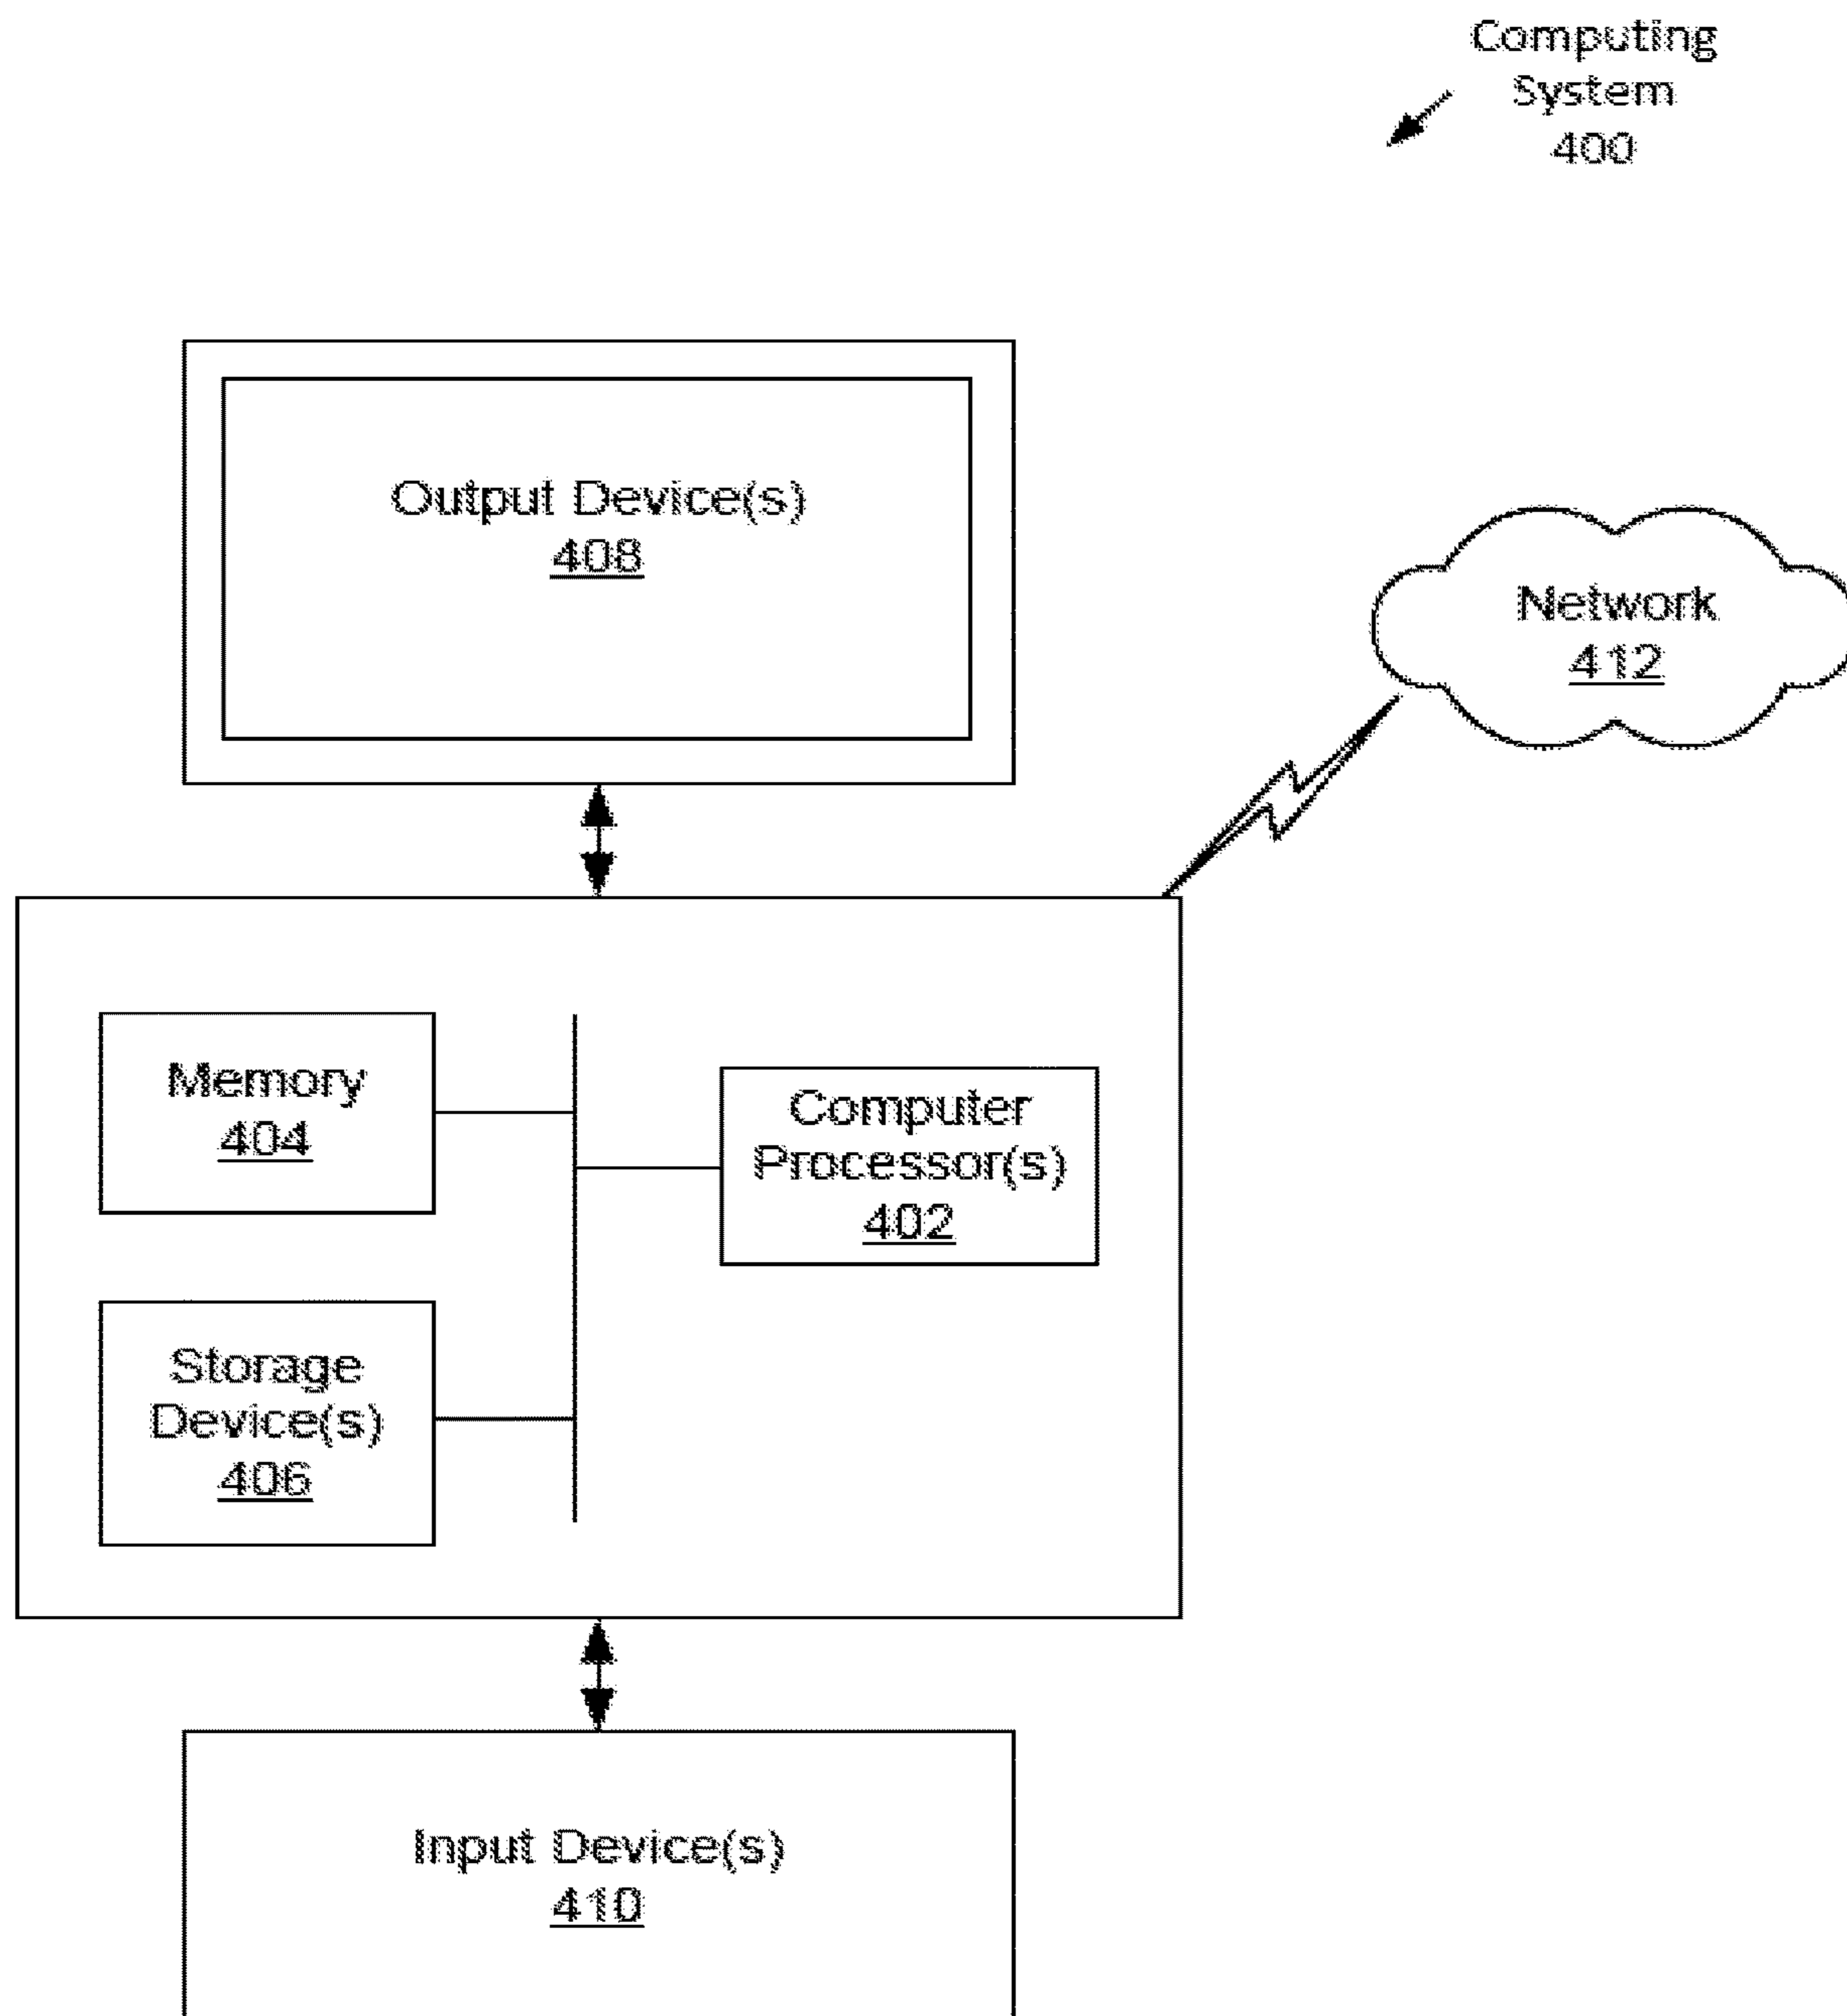 Computing
System
400
Output Device(s)
408
Network
412
Memory
404
Computer
Processor(s)
402
Storage
Device(s)
406
Input Device(s)
410